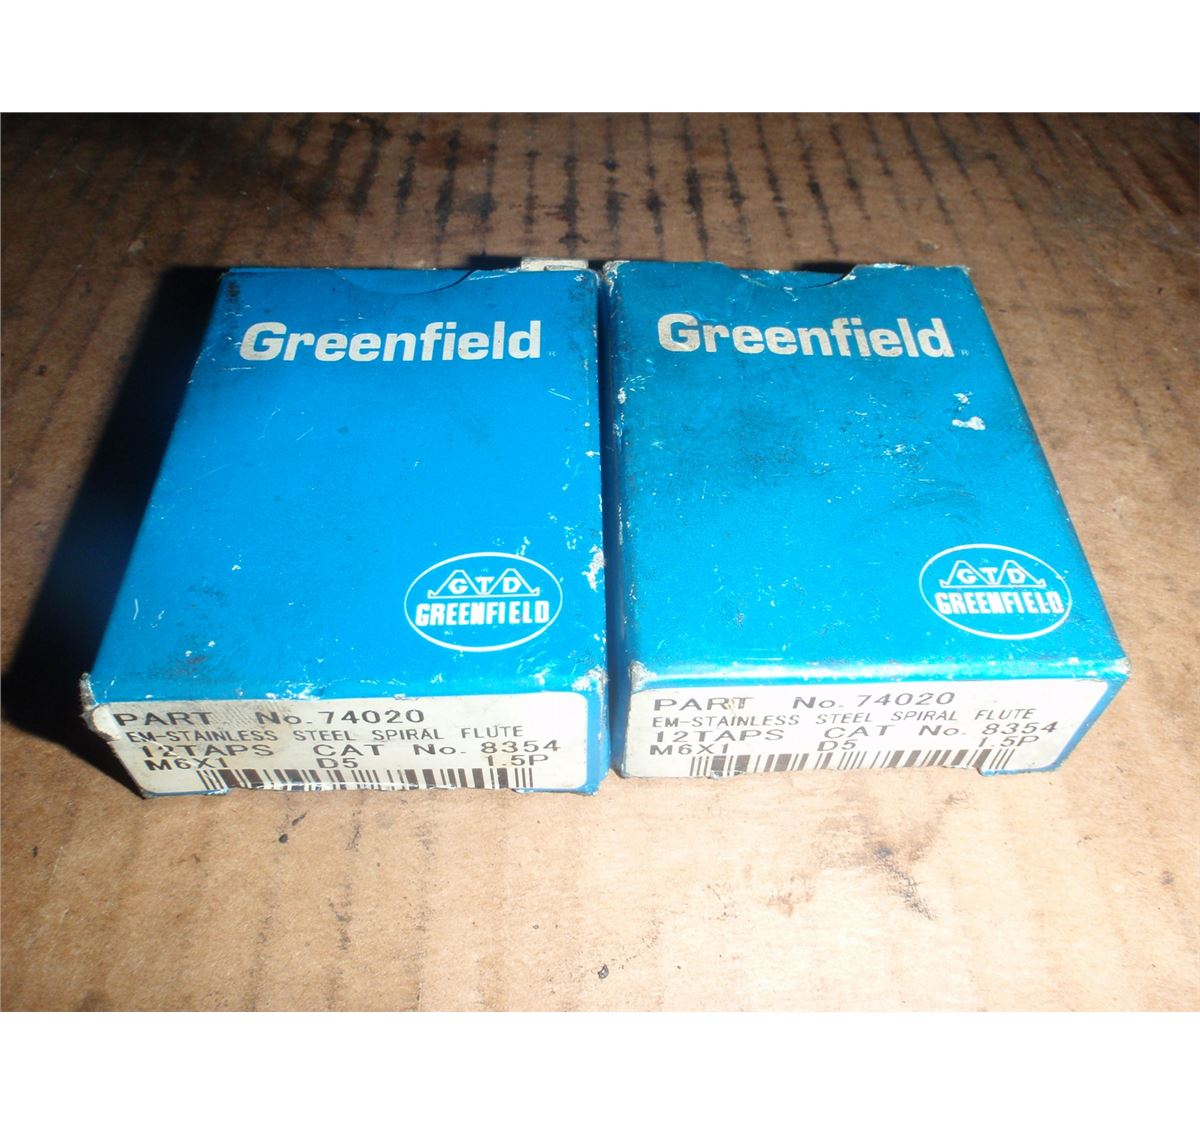 Greenfield
GTD
GREENFIELD
PART No. 74020
EM-STAINLESS STEEL SPIRAL FLUTE
12TAPS CAT No. 8354
M6X1 D5 1.5P
Greenfield
GTD
GREENFIELD
PART No. 74020
EM-STAINLESS STEEL SPIRAL FLUTE
12TAPS CAT No. 8354
M6X1 D5 1.5P